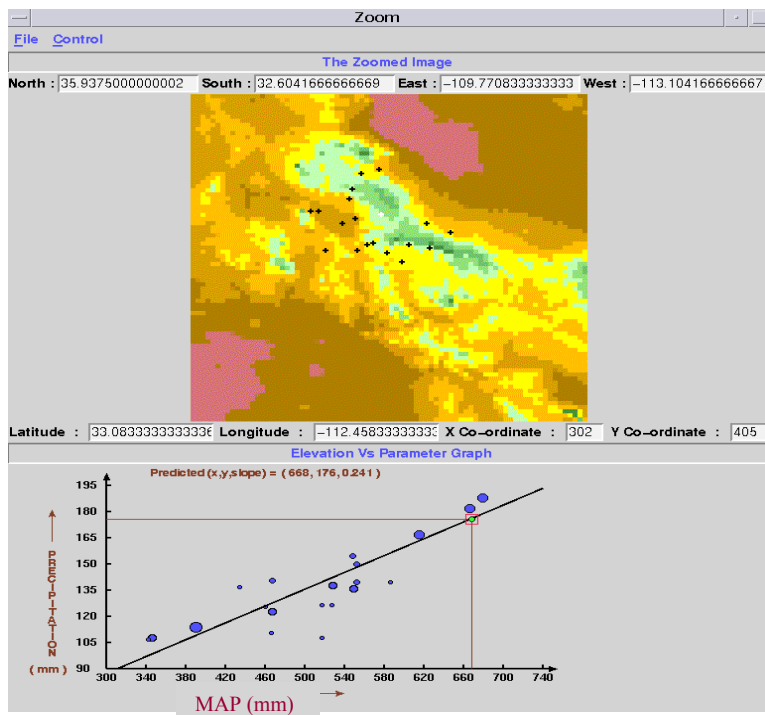 Zoom
File Control
The Zoomed Image
North : 35.9375000000002 South : 32.6041666666669 East : -109.770833333333 West : -113.104166666667
Latitude : 33.0833333333336 Longitude : -112.458333333333 X Co-ordinate : 302 Y Co-ordinate : 405
Elevation Vs Parameter Graph
Predicted (x,y,slope) = ( 668, 176, 0.241 )
195
180
165
150
135
120
105
90
PRECIPITATION
( mm )
300 340 380 420 460 500 540 580 620 660 700 740
MAP (mm)